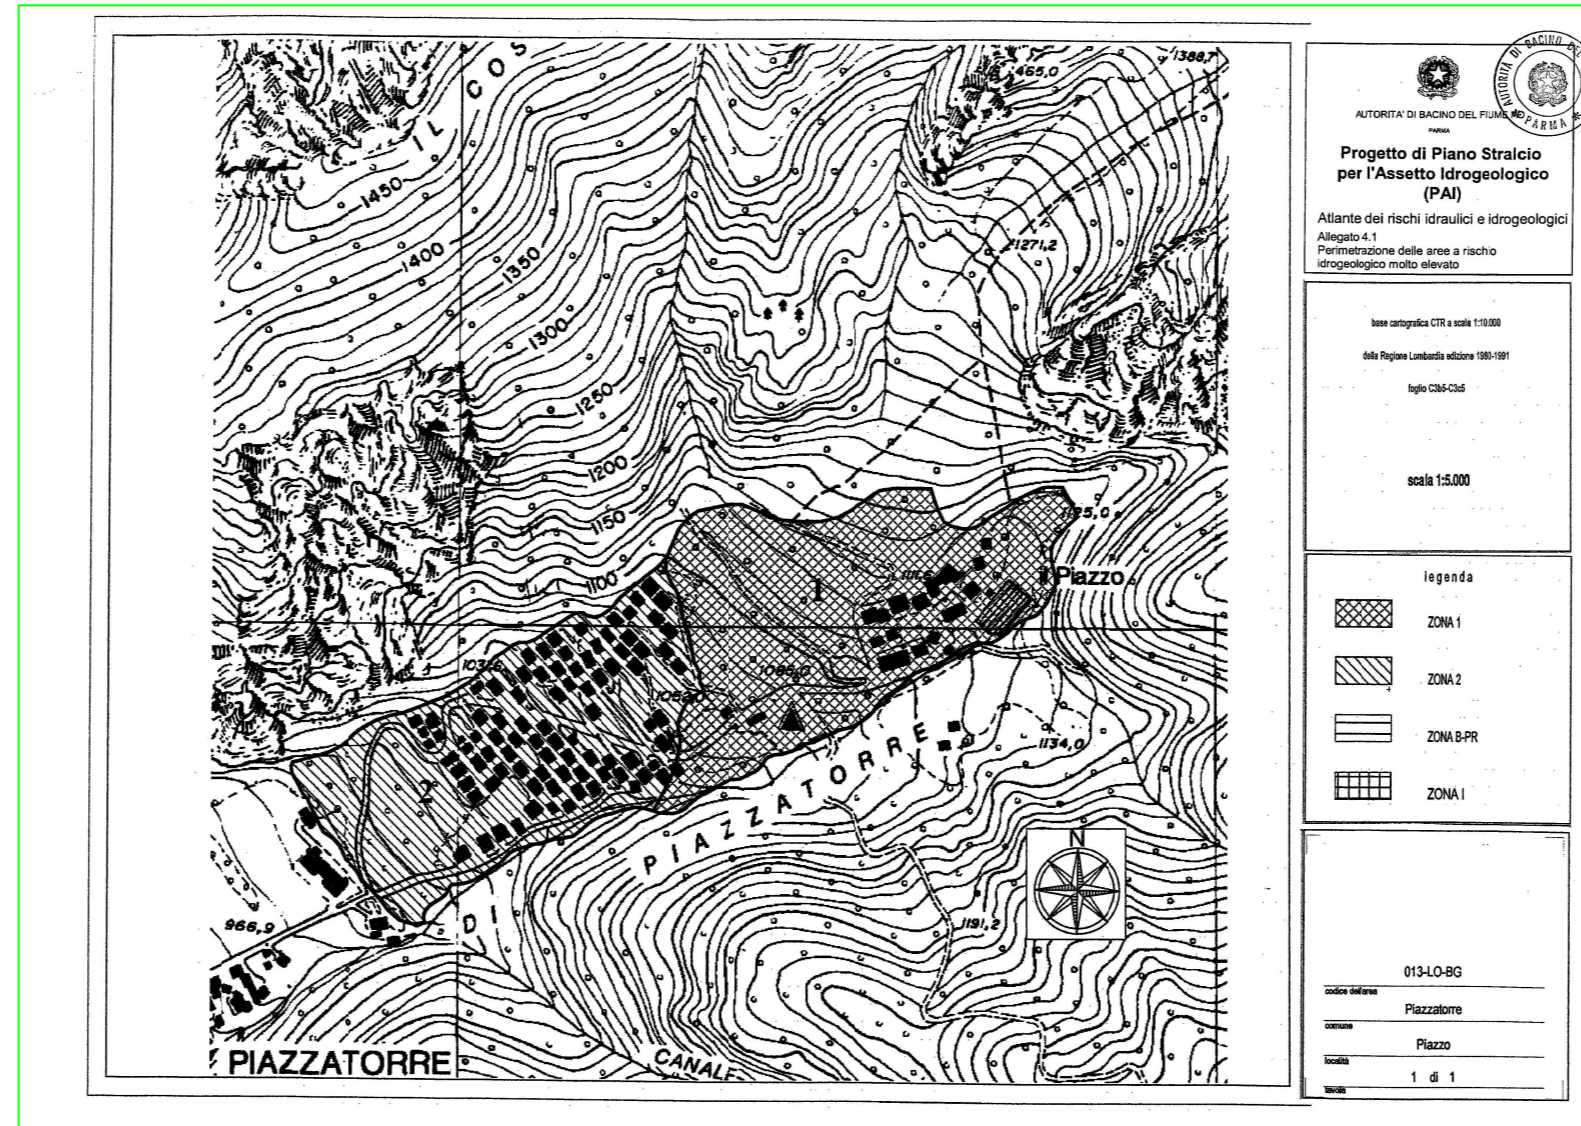 IL COS
1388,7
465,0
1450
1400
1350
1271,2
1300
1250
1200
1150
1125,0
1100
1
il Piazzo
1085,0
2
PIAZZATORRE
1134,0
N
1191,2
DI
966,9
PIAZZATORRE
CANALE
AUTORITÀ DI BACINO DEL
PARMA
AUTORITA' DI BACINO DEL FIUME PO
PARMA
Progetto di Piano Stralcio
per l'Assetto Idrogeologico
(PAI)
Atlante dei rischi idraulici e idrogeologici
Allegato 4.1
Perimetrazione delle aree a rischio
idrogeologico molto elevato
base cartografica CTR a scala 1:10.000
della Regione Lombardia edizione 1980-1991
foglio C3b5-C3c5
scala 1:5.000
legenda
ZONA 1
ZONA 2
ZONA B-PR
ZONA I
013-LO-BG
codice dell'area
Piazzatorre
comune
Piazzo
località
1 di 1
tavola